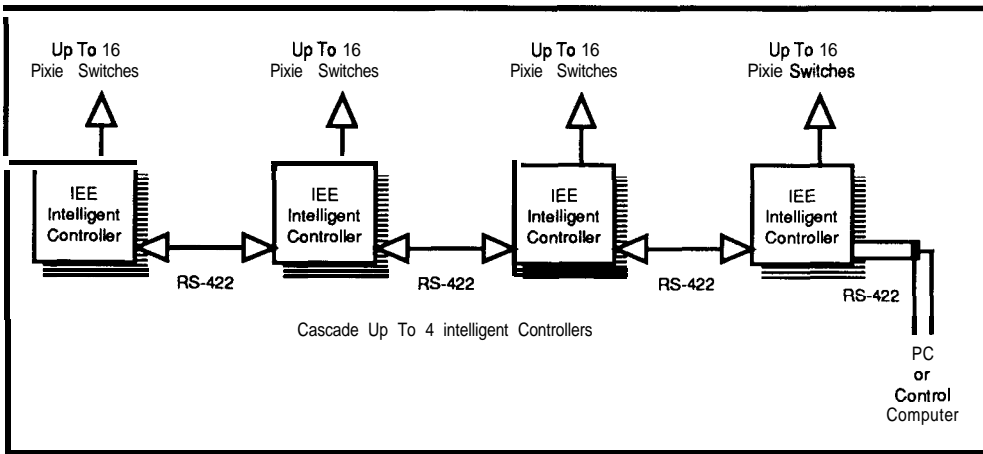 Up To 16
Pixie Switches
Up To 16
Pixie Switches
Up To 16
Pixie Switches
Up To 16
Pixie Switches
IEE
Intelligent
Controller
IEE
Intelligent
Controller
IEE
Intelligent
Controller
IEE
Intelligent
Controller
RS-422
RS-422
RS-422
RS-422
Cascade Up To 4 intelligent Controllers
PC
or
Control
Computer